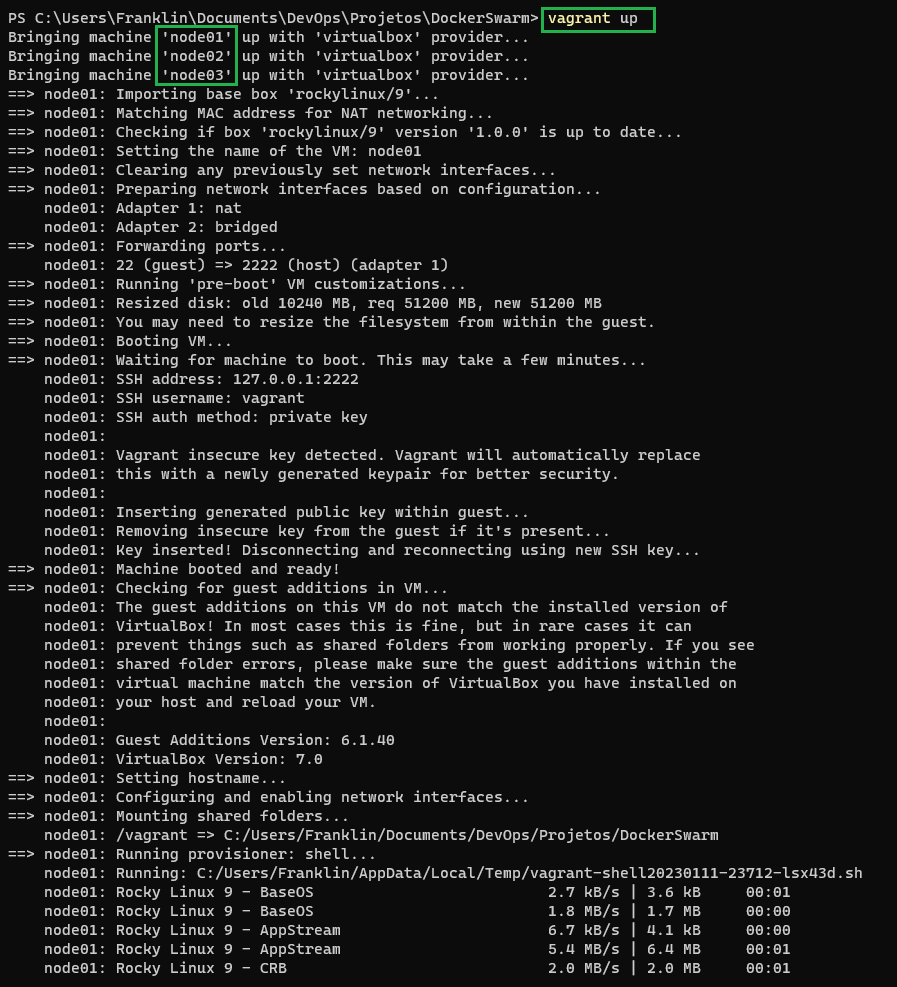 PS C:\Users\Franklin\Documents\DevOps\Projetos\DockerSwarm> vagrant up
Bringing machine 'node01' up with 'virtualbox' provider...
Bringing machine 'node02' up with 'virtualbox' provider...
Bringing machine 'node03' up with 'virtualbox' provider...
==> node01: Importing base box 'rockylinux/9'...
==> node01: Matching MAC address for NAT networking...
==> node01: Checking if box 'rockylinux/9' version '1.0.0' is up to date...
==> node01: Setting the name of the VM: node01
==> node01: Clearing any previously set network interfaces...
==> node01: Preparing network interfaces based on configuration...
    node01: Adapter 1: nat
    node01: Adapter 2: bridged
==> node01: Forwarding ports...
    node01: 22 (guest) => 2222 (host) (adapter 1)
==> node01: Running 'pre-boot' VM customizations...
==> node01: Resized disk: old 10240 MB, req 51200 MB, new 51200 MB
==> node01: You may need to resize the filesystem from within the guest.
==> node01: Booting VM...
==> node01: Waiting for machine to boot. This may take a few minutes...
    node01: SSH address: 127.0.0.1:2222
    node01: SSH username: vagrant
    node01: SSH auth method: private key
    node01:
    node01: Vagrant insecure key detected. Vagrant will automatically replace
    node01: this with a newly generated keypair for better security.
    node01:
    node01: Inserting generated public key within guest...
    node01: Removing insecure key from the guest if it's present...
    node01: Key inserted! Disconnecting and reconnecting using new SSH key...
==> node01: Machine booted and ready!
==> node01: Checking for guest additions in VM...
    node01: The guest additions on this VM do not match the installed version of
    node01: VirtualBox! In most cases this is fine, but in rare cases it can
    node01: prevent things such as shared folders from working properly. If you see
    node01: shared folder errors, please make sure the guest additions within the
    node01: virtual machine match the version of VirtualBox you have installed on
    node01: your host and reload your VM.
    node01:
    node01: Guest Additions Version: 6.1.40
    node01: VirtualBox Version: 7.0
==> node01: Setting hostname...
==> node01: Configuring and enabling network interfaces...
==> node01: Mounting shared folders...
    node01: /vagrant => C:/Users/Franklin/Documents/DevOps/Projetos/DockerSwarm
==> node01: Running provisioner: shell...
    node01: Running: C:/Users/Franklin/AppData/Local/Temp/vagrant-shell20230111-23712-lsx43d.sh
    node01: Rocky Linux 9 - BaseOS                          2.7 kB/s | 3.6 kB     00:01
    node01: Rocky Linux 9 - BaseOS                          1.8 MB/s | 1.7 MB     00:00
    node01: Rocky Linux 9 - AppStream                       6.7 kB/s | 4.1 kB     00:00
    node01: Rocky Linux 9 - AppStream                       5.4 MB/s | 6.4 MB     00:01
    node01: Rocky Linux 9 - CRB                             2.0 MB/s | 2.0 MB     00:01